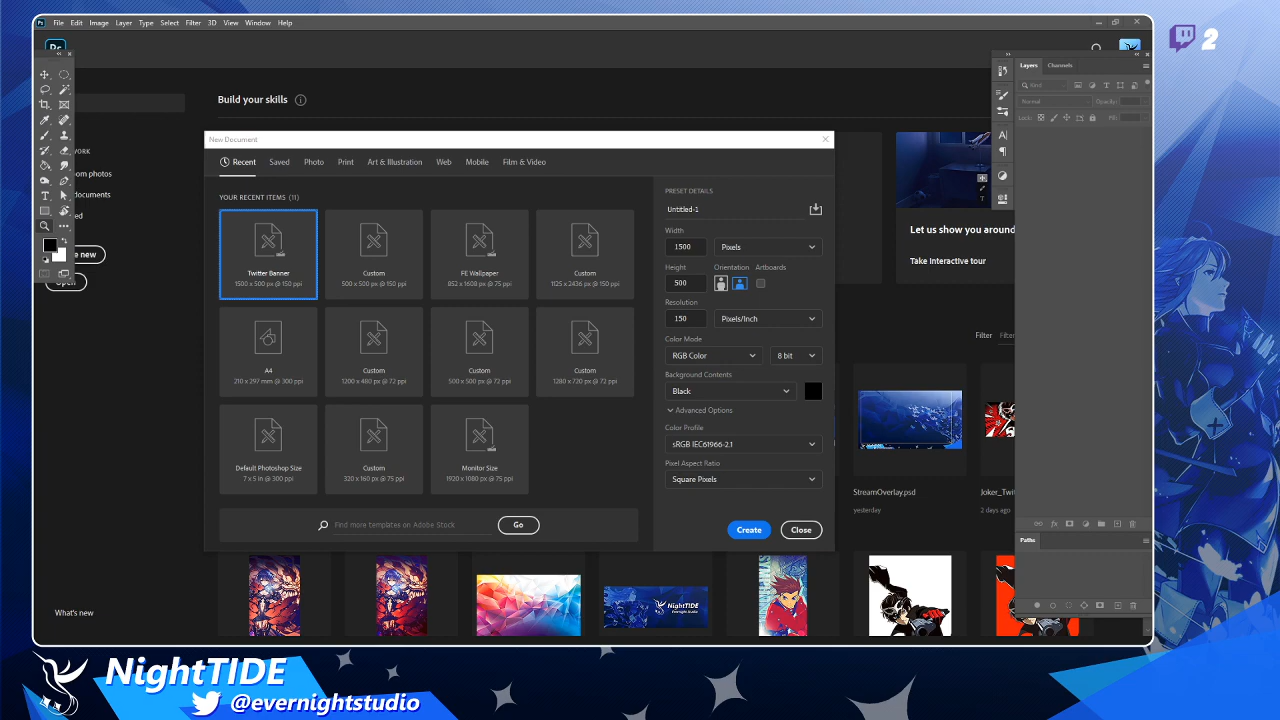 File Edit Image Layer Type Select Filter 3D View Window Help
2
Layers Channels
Build your skills
Kind
Normal Opacity:
Lock: Fill:
New Document
Recent Saved Photo Print Art & Illustration Web Mobile Film & Video
YOUR RECENT ITEMS (11)
Twitter Banner
1500 x 500 px @ 150 ppi
Custom
500 x 500 px @ 150 ppi
FE Wallpaper
852 x 1608 px @ 75 ppi
Custom
1125 x 2436 px @ 150 ppi
A4
210 x 297 mm @ 300 ppi
Custom
1200 x 480 px @ 72 ppi
Custom
500 x 500 px @ 72 ppi
Custom
1280 x 720 px @ 72 ppi
Default Photoshop Size
7 x 5 in @ 300 ppi
Custom
320 x 160 px @ 75 ppi
Monitor Size
1920 x 1080 px @ 75 ppi
Find more templates on Adobe Stock Go
PRESET DETAILS
Untitled-1
Width
1500 Pixels
Height Orientation Artboards
500
Resolution
150 Pixels/Inch
Color Mode
RGB Color 8 bit
Background Contents
Black
Advanced Options
Color Profile
sRGB IEC61966-2.1
Pixel Aspect Ratio
Square Pixels
Create Close
Let us show you around
Take interactive tour
Filter Filter
StreamOverlay.psd
yesterday
Joker_Twi
2 days ago
Paths
What's new
NightTIDE
Evernight Studio
NightTIDE
@evernightstudio